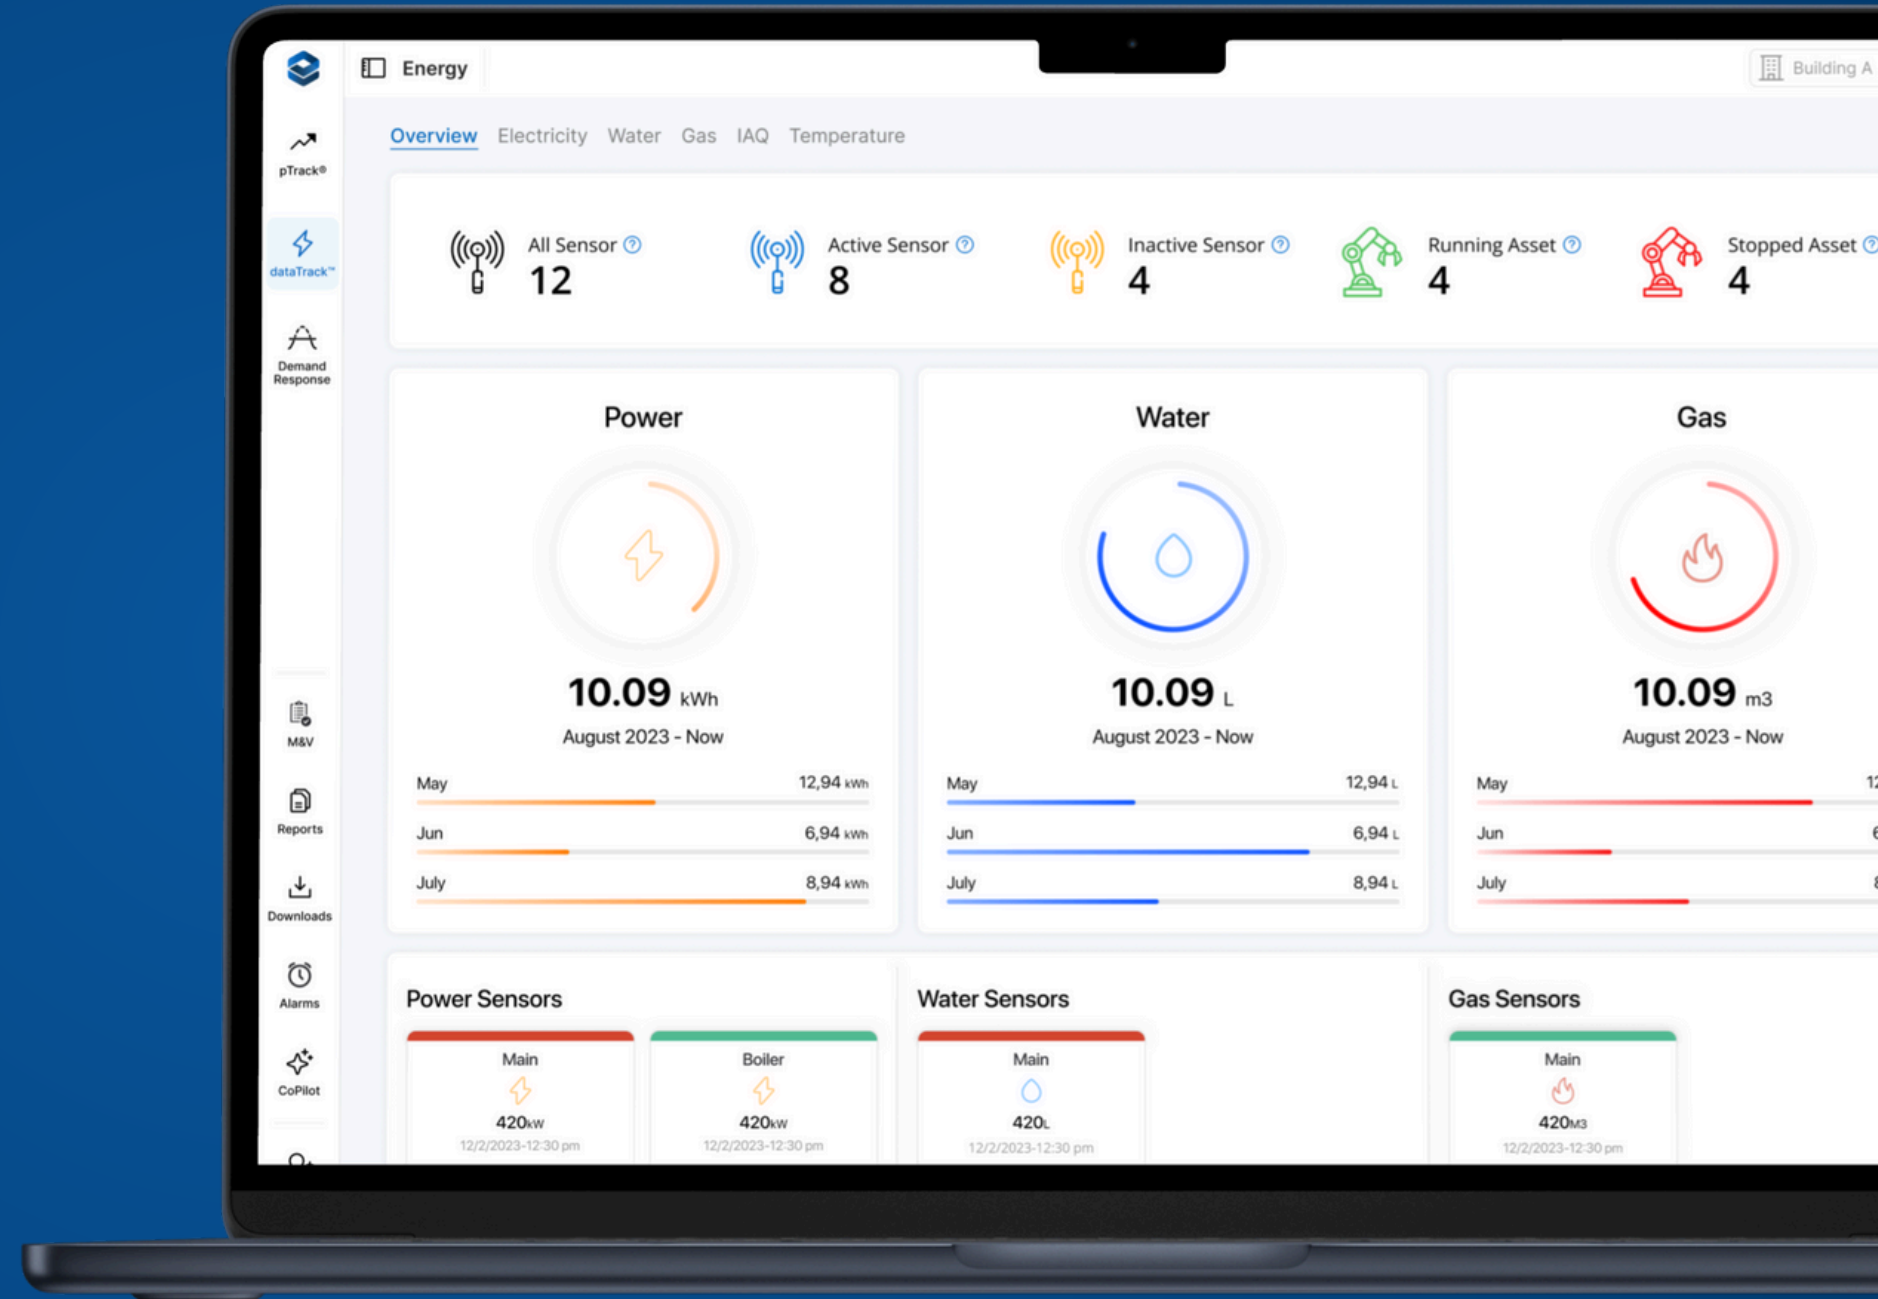 Energy
Building A
pTrack®
dataTrack™
Demand
Response
M&V
Reports
Downloads
Alarms
CoPilot
Overview Electricity Water Gas IAQ Temperature
All Sensor
12
Active Sensor
8
Inactive Sensor
4
Running Asset
4
Stopped Asset
4
Power
10.09 kWh
August 2023 - Now
May 12,94 kWh
Jun 6,94 kWh
July 8,94 kWh
Water
10.09 L
August 2023 - Now
May 12,94 L
Jun 6,94 L
July 8,94 L
Gas
10.09 m3
August 2023 - Now
May
Jun
July
Power Sensors
Main
420kW
12/2/2023-12:30 pm
Boiler
420kW
12/2/2023-12:30 pm
Water Sensors
Main
420L
12/2/2023-12:30 pm
Gas Sensors
Main
420M3
12/2/2023-12:30 pm